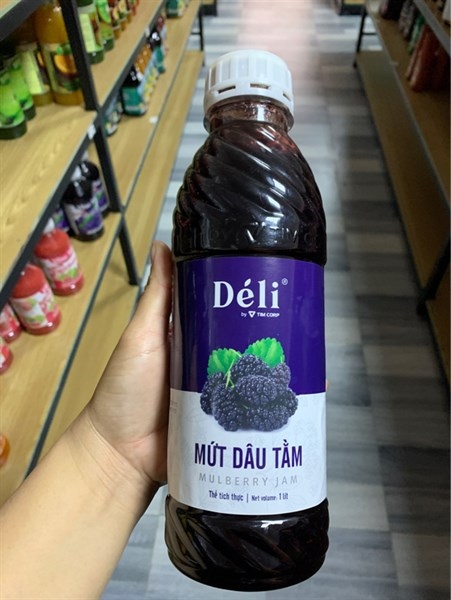 Déli®
by TIM CORP
MỨT DÂU TẰM
MULBERRY JAM
Thể tích thực | Net volume: 1 lít